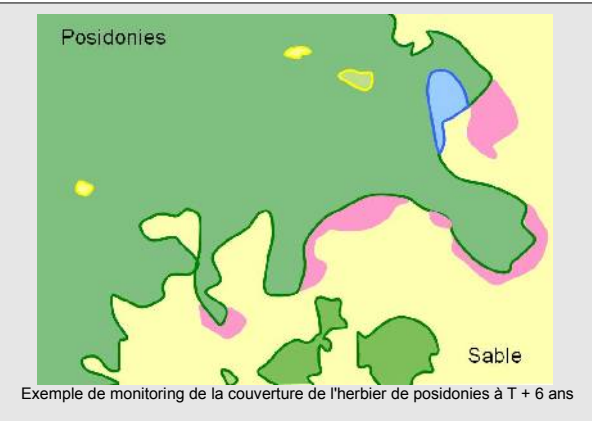 Posidonies
Sable
Exemple de monitoring de la couverture de l'herbier de posidonies à T + 6 ans